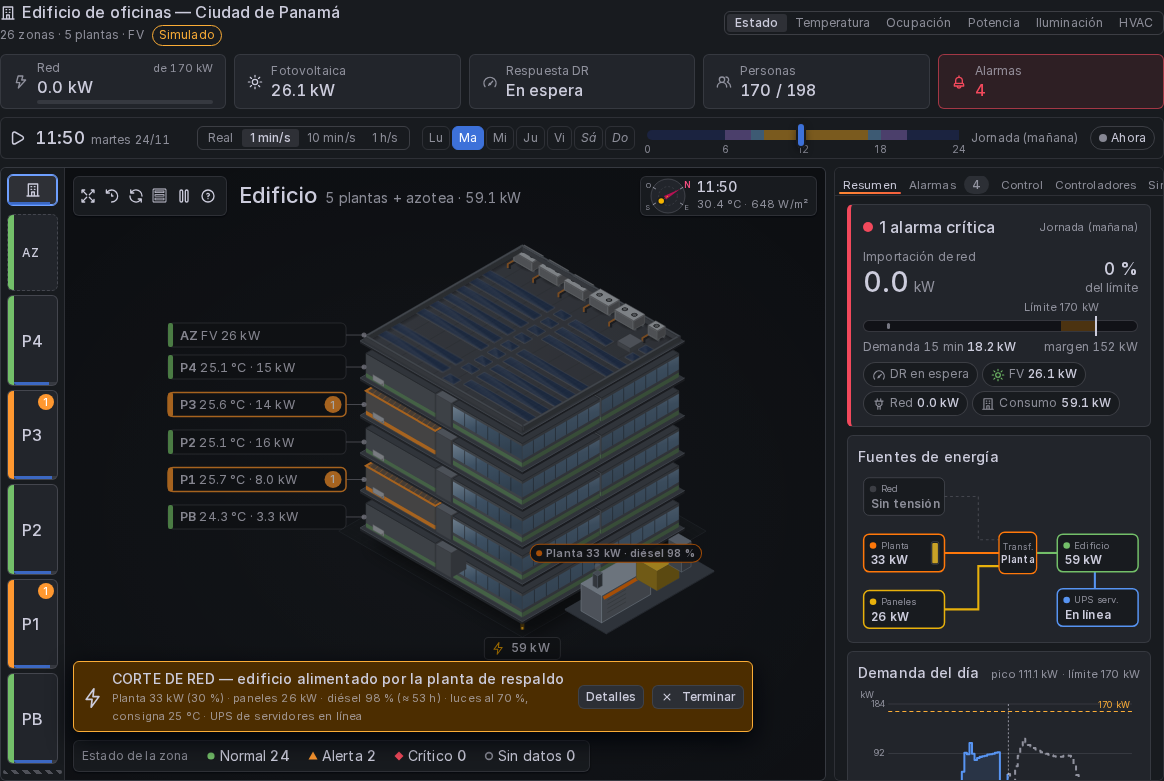 Edificio de oficinas — Ciudad de Panamá
26 zonas · 5 plantas · FV Simulado
Estado Temperatura Ocupación Potencia Iluminación HVAC
Red de 170 kW
0.0 kW
Fotovoltaica
26.1 kW
Respuesta DR
En espera
Personas
170 / 198
Alarmas
4
11:50 martes 24/11
Real 1 min/s 10 min/s 1 h/s
Lu Ma Mi Ju Vi Sá Do
0 6 12 18 24
Jornada (mañana)
Ahora
AZ
P4
P3 1
P2
P1 1
PB
Edificio 5 plantas + azotea · 59.1 kW
O N S E
11:50
30.4 °C · 648 W/m²
AZ FV 26 kW
P4 25.1 °C · 15 kW
P3 25.6 °C · 14 kW 1
P2 25.1 °C · 16 kW
P1 25.7 °C · 8.0 kW 1
PB 24.3 °C · 3.3 kW
Planta 33 kW · diésel 98 %
59 kW
CORTE DE RED — edificio alimentado por la planta de respaldo
Planta 33 kW (30 %) · paneles 26 kW · diésel 98 % (≈ 53 h) · luces al 70 %,
consigna 25 °C · UPS de servidores en línea
Detalles
Terminar
Estado de la zona Normal 24 Alerta 2 Crítico 0 Sin datos 0
Resumen Alarmas 4 Control Controladores Sir
1 alarma crítica Jornada (mañana)
Importación de red
0.0 kW
0 %
del límite
Límite 170 kW
Demanda 15 min 18.2 kW margen 152 kW
DR en espera FV 26.1 kW
Red 0.0 kW Consumo 59.1 kW
Fuentes de energía
Red
Sin tensión
Planta
33 kW
Transf.
Planta
Edificio
59 kW
Paneles
26 kW
UPS serv.
En línea
Demanda del día pico 111.1 kW · límite 170 kW
kW
184
170 kW
92